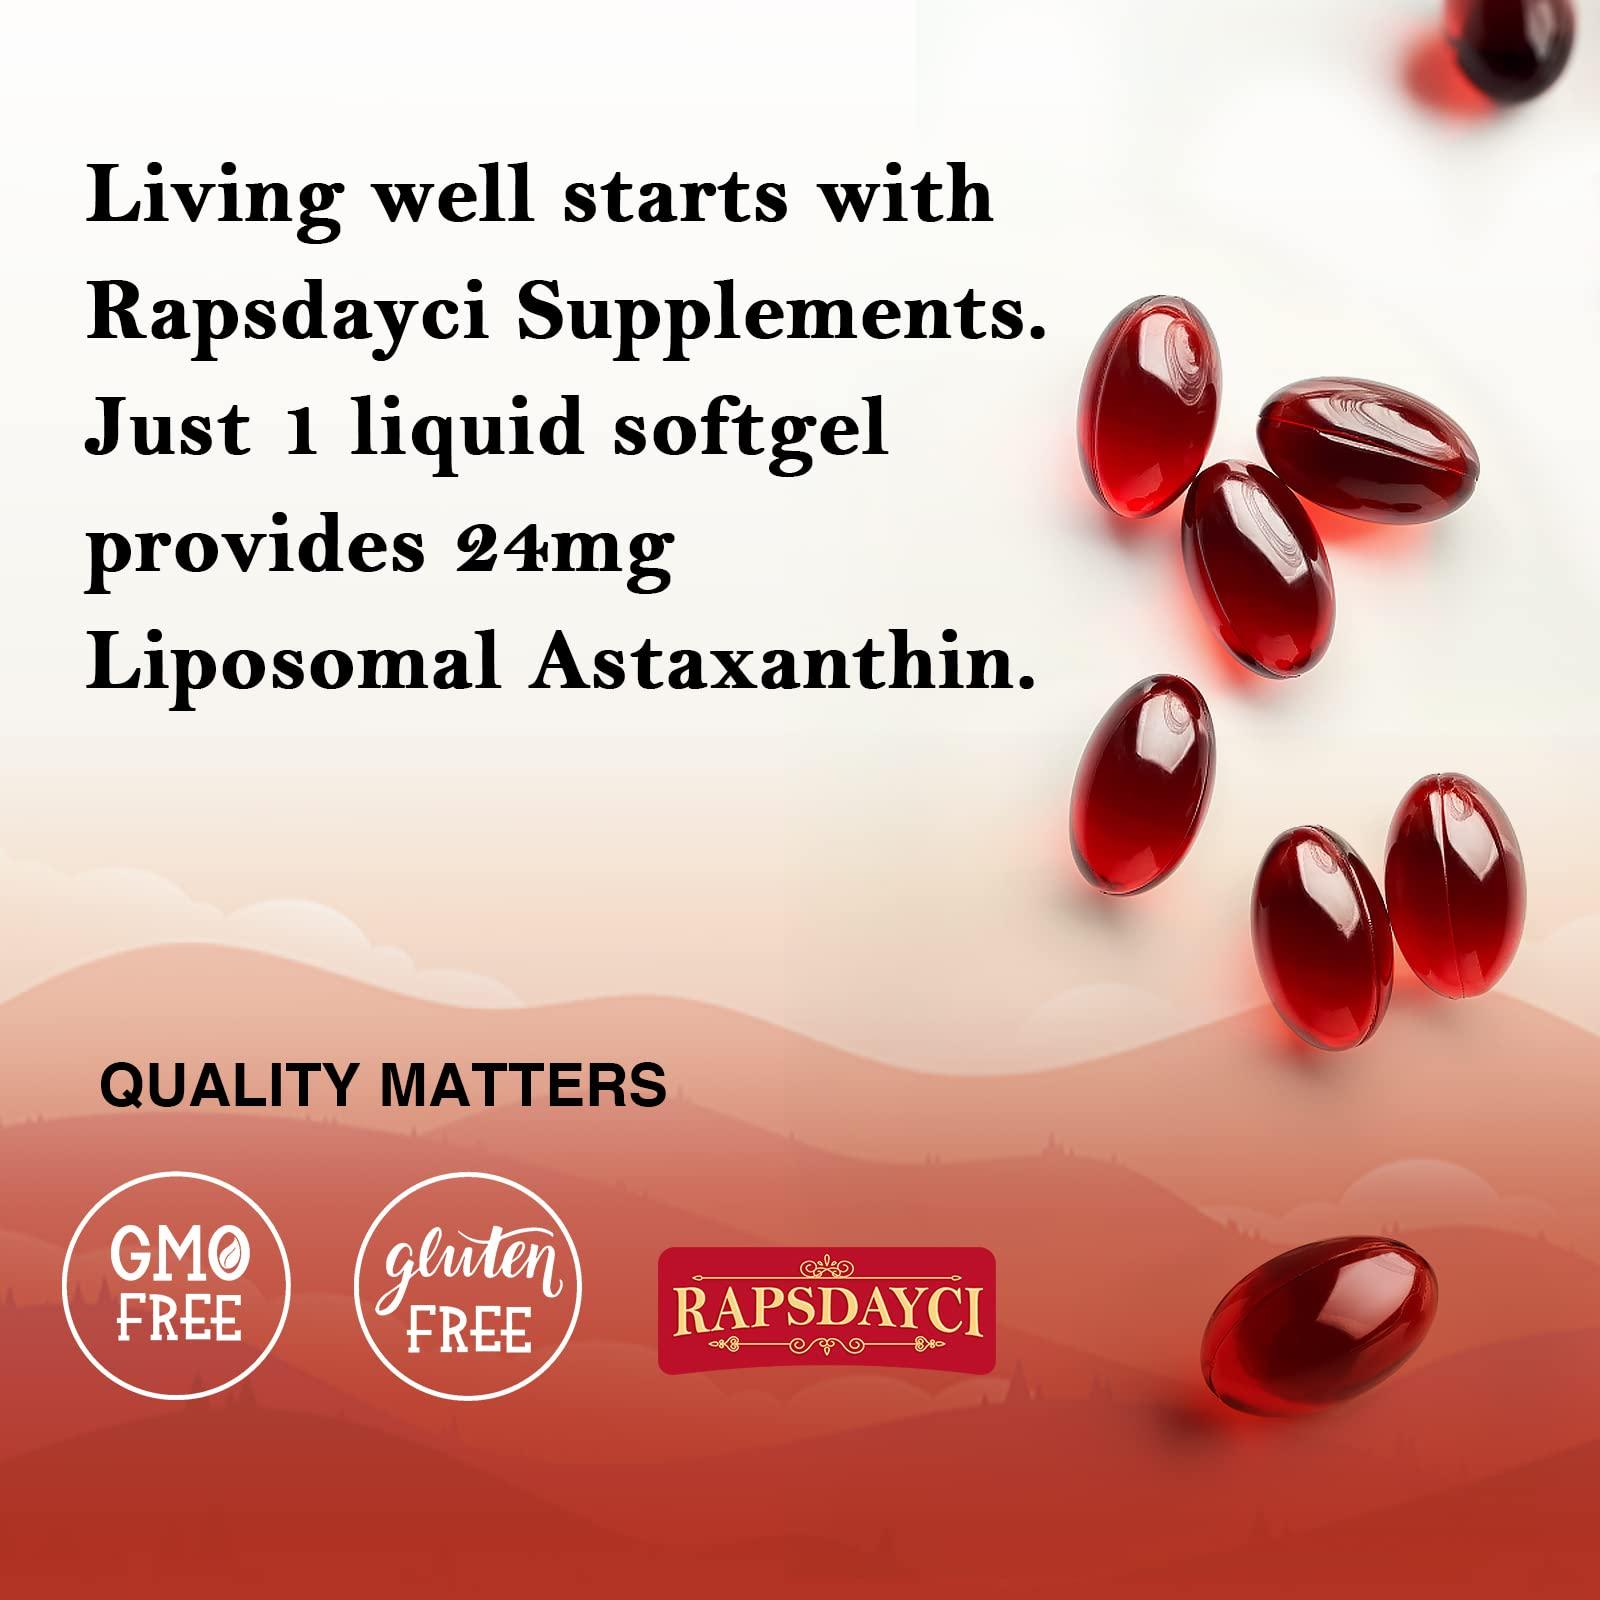 Living well starts with
Rapsdayci Supplements.
Just 1 liquid softgel
provides 24mg
Liposomal Astaxanthin.
QUALITY MATTERS
GMO
FREE
gluten
FREE
RAPSDAYCI